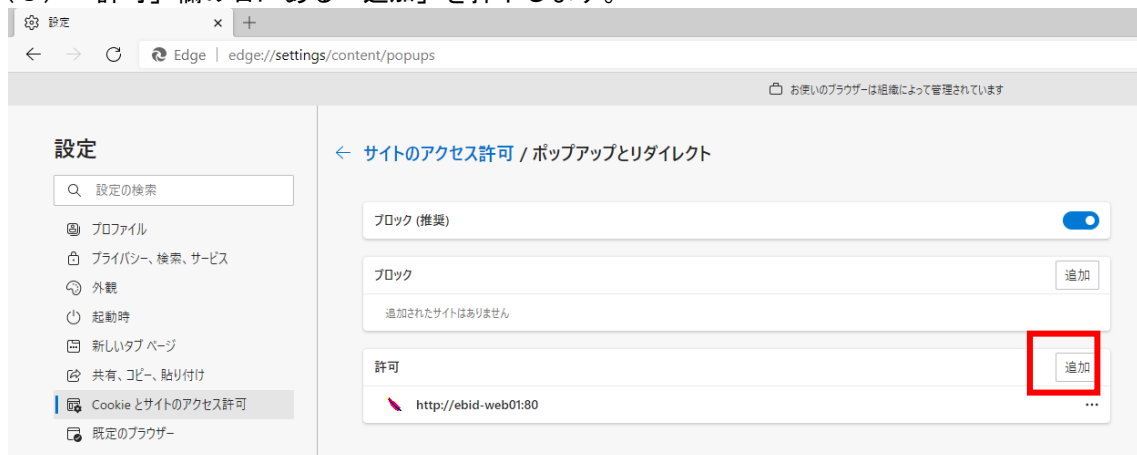 設定
Edge | edge://settings/content/popups
お使いのブラウザーは組織によって管理されています
設定
設定の検索
プロファイル
プライバシー、検索、サービス
外観
起動時
新しいタブ ページ
共有、コピー、貼り付け
Cookie とサイトのアクセス許可
既定のブラウザー
サイトのアクセス許可 / ポップアップとリダイレクト
ブロック (推奨)
ブロック
追加
追加されたサイトはありません
許可
追加
http://ebid-web01:80